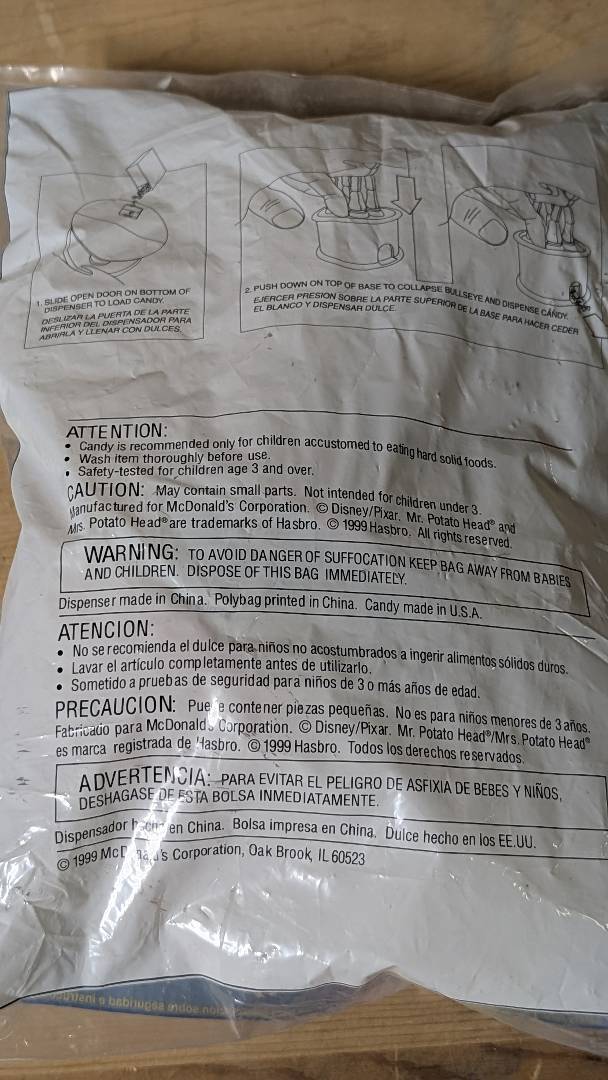 1. SLIDE OPEN DOOR ON BOTTOM OF
DISPENSER TO LOAD CANDY.
DESLIZAR LA PUERTA DE LA PARTE
INFERIOR DEL DISPENSADOR PARA
ABRIRLA Y LLENAR CON DULCES.
2. PUSH DOWN ON TOP OF BASE TO COLLAPSE BULLSEYE AND DISPENSE CANDY.
EJERCER PRESION SOBRE LA PARTE SUPERIOR DE LA BASE PARA HACER CEDER
EL BLANCO Y DISPENSAR DULCE.
ATTENTION:
• Candy is recommended only for children accustomed to eating hard solid foods.
• Wash item thoroughly before use.
• Safety-tested for children age 3 and over.
CAUTION: May contain small parts. Not intended for children under 3.
Manufactured for McDonald's Corporation. © Disney/Pixar. Mr. Potato Head® and
Mrs. Potato Head® are trademarks of Hasbro. © 1999 Hasbro. All rights reserved.
WARNING: TO AVOID DANGER OF SUFFOCATION KEEP BAG AWAY FROM BABIES
AND CHILDREN. DISPOSE OF THIS BAG IMMEDIATELY.
Dispenser made in China. Polybag printed in China. Candy made in U.S.A.
ATENCION:
• No se recomienda el dulce para niños no acostumbrados a ingerir alimentos sólidos duros.
• Lavar el artículo completamente antes de utilizarlo.
• Sometido a pruebas de seguridad para niños de 3 o más años de edad.
PRECAUCION: Puede contener piezas pequeñas. No es para niños menores de 3 años.
Fabricado para McDonald's Corporation. © Disney/Pixar. Mr. Potato Head®/Mrs. Potato Head®
es marca registrada de Hasbro. © 1999 Hasbro. Todos los derechos reservados.
ADVERTENCIA: PARA EVITAR EL PELIGRO DE ASFIXIA DE BEBES Y NIÑOS,
DESHAGASE DE ESTA BOLSA INMEDIATAMENTE.
Dispensador hecho en China. Bolsa impresa en China. Dulce hecho en los EE.UU.
© 1999 McDonald's Corporation, Oak Brook, IL 60523
sobre seguridad e